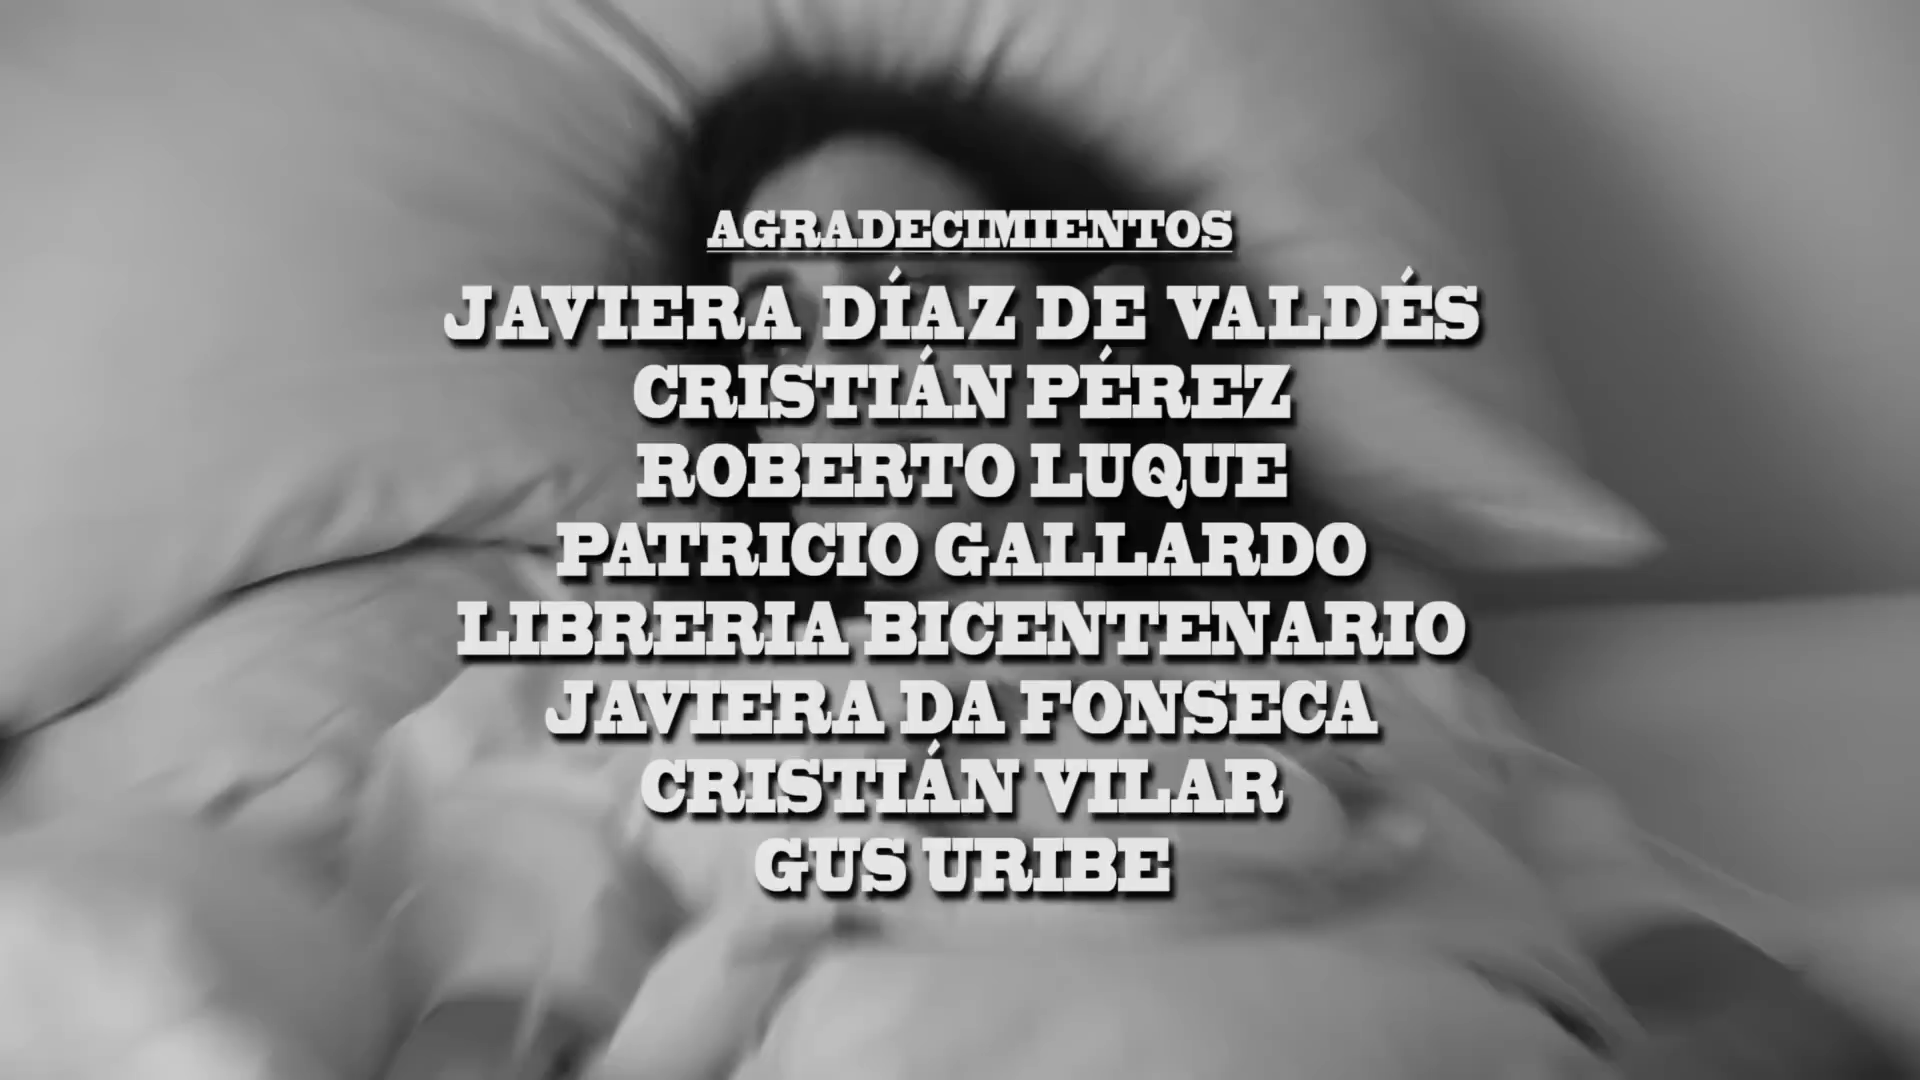 AGRADECIMIENTOS
JAVIERA DÍAZ DE VALDÉS
CRISTIÁN PÉREZ
ROBERTO LUQUE
PATRICIO GALLARDO
LIBRERIA BICENTENARIO
JAVIERA DA FONSECA
CRISTIÁN VILAR
GUS URIBE